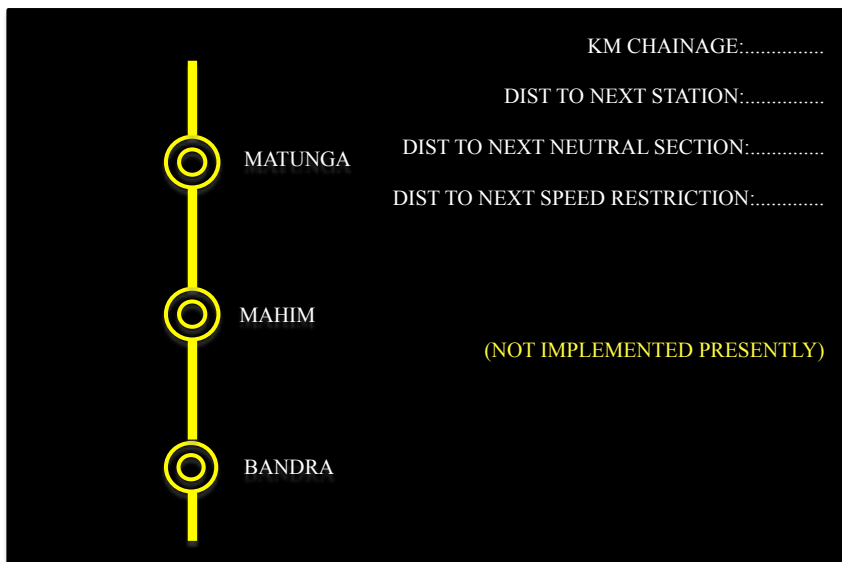 KM CHAINAGE:...............
DIST TO NEXT STATION:...............
MATUNGA
DIST TO NEXT NEUTRAL SECTION:..............
DIST TO NEXT SPEED RESTRICTION:.............
MAHIM
(NOT IMPLEMENTED PRESENTLY)
BANDRA